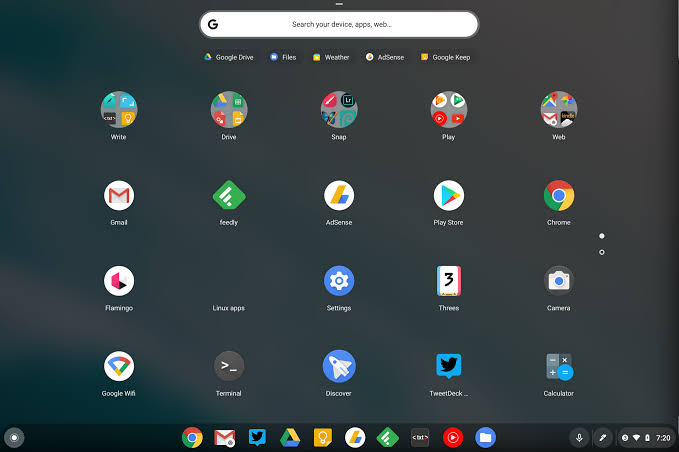 Search your device, apps, web...
Google Drive Files Weather AdSense Google Keep
Write Drive Snap Play Web
Gmail feedly AdSense Play Store Chrome
Flamingo Linux apps Settings Threes Camera
Google Wifi Terminal Discover TweetDeck ... Calculator
7:20